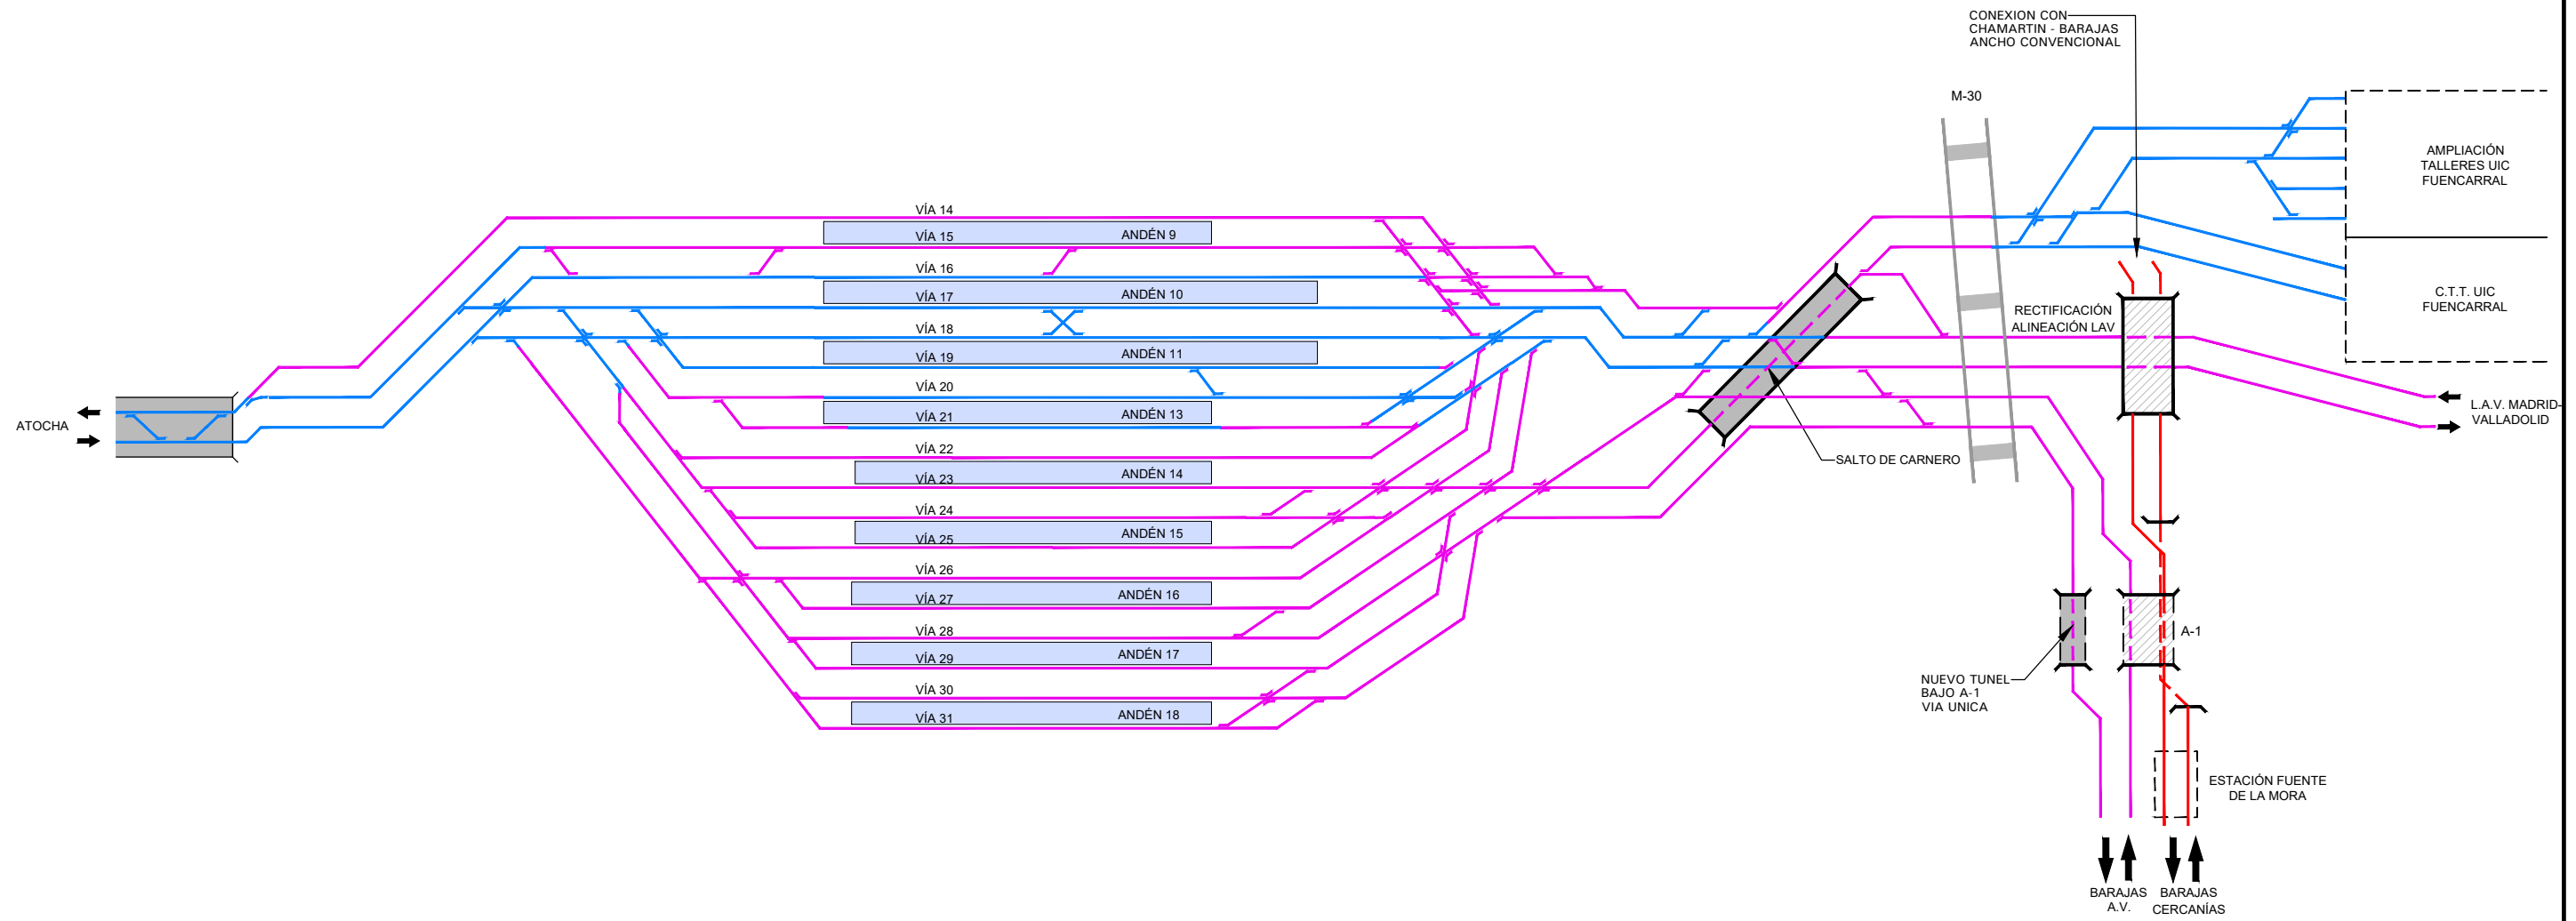 CONEXION CON
CHAMARTIN - BARAJAS
ANCHO CONVENCIONAL
M-30
AMPLIACIÓN
TALLERES UIC
FUENCARRAL
C.T.T. UIC
FUENCARRAL
RECTIFICACIÓN
ALINEACIÓN LAV
VÍA 14
VÍA 15
ANDÉN 9
VÍA 16
VÍA 17
ANDÉN 10
VÍA 18
VÍA 19
ANDÉN 11
VÍA 20
VÍA 21
ANDÉN 13
VÍA 22
VÍA 23
ANDÉN 14
VÍA 24
VÍA 25
ANDÉN 15
VÍA 26
VÍA 27
ANDÉN 16
VÍA 28
VÍA 29
ANDÉN 17
VÍA 30
VÍA 31
ANDÉN 18
ATOCHA
SALTO DE CARNERO
L.A.V. MADRID-
VALLADOLID
A-1
NUEVO TUNEL
BAJO A-1
VIA UNICA
ESTACIÓN FUENTE
DE LA MORA
BARAJAS
A.V.
BARAJAS
CERCANÍAS